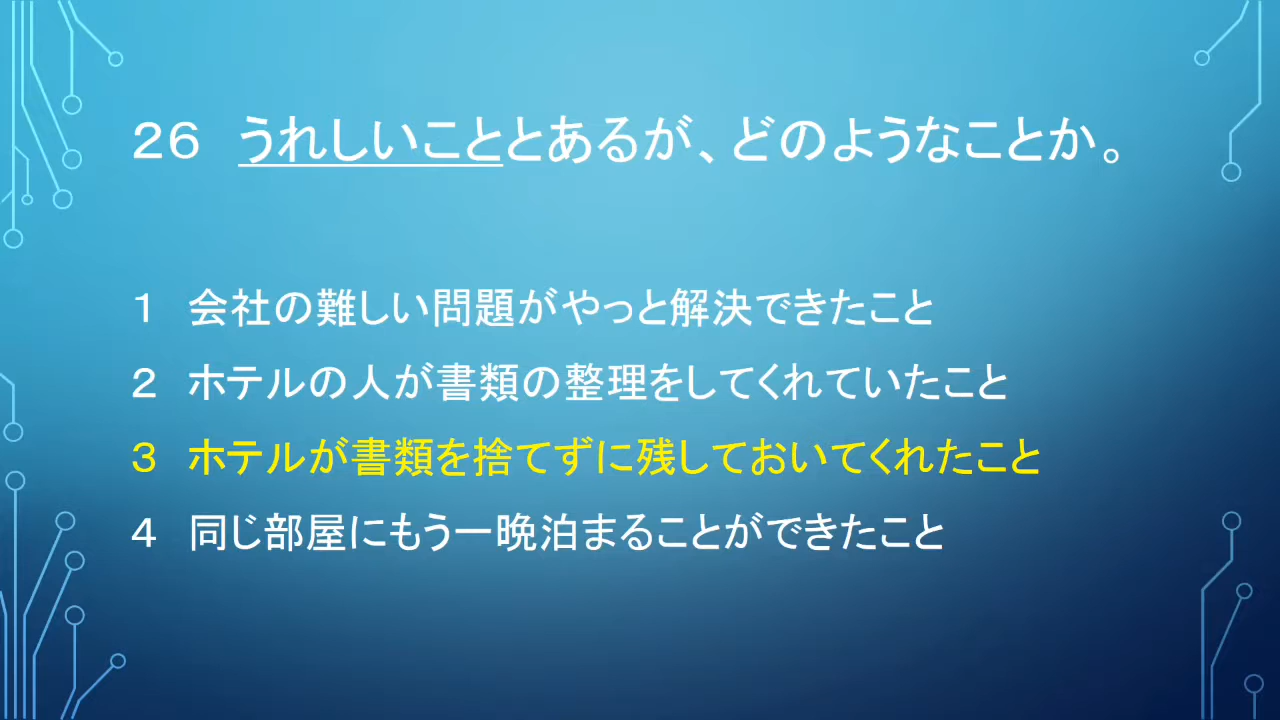 ２６　うれしいこととあるが、どのようなことか。
１　会社の難しい問題がやっと解決できたこと
２　ホテルの人が書類の整理をしてくれていたこと
３　ホテルが書類を捨てずに残しておいてくれたこと
４　同じ部屋にもう一晩泊まることができたこと